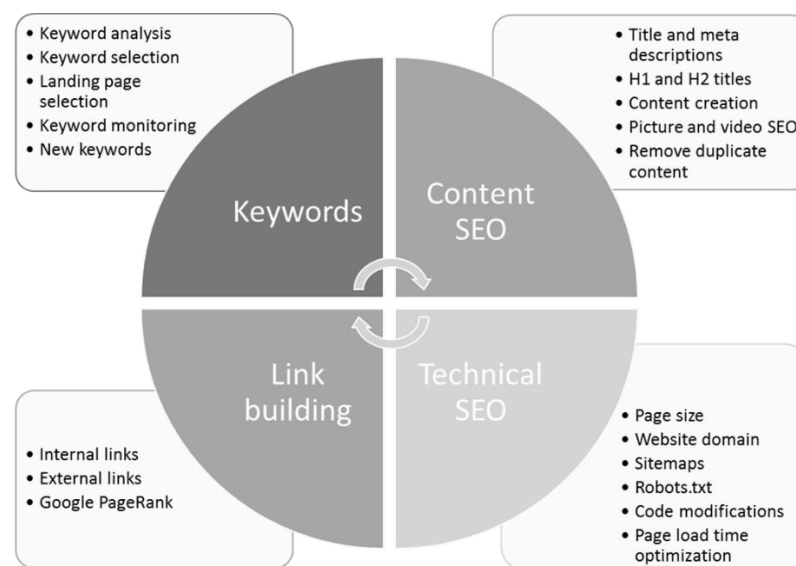 • Keyword analysis
• Keyword selection
• Landing page
selection
• Keyword monitoring
• New keywords
• Title and meta
descriptions
• H1 and H2 titles
• Content creation
• Picture and video SEO
• Remove duplicate
content
Keywords
Content
SEO
Link
building
Technical
SEO
• Internal links
• External links
• Google PageRank
• Page size
• Website domain
• Sitemaps
• Robots.txt
• Code modifications
• Page load time
optimization